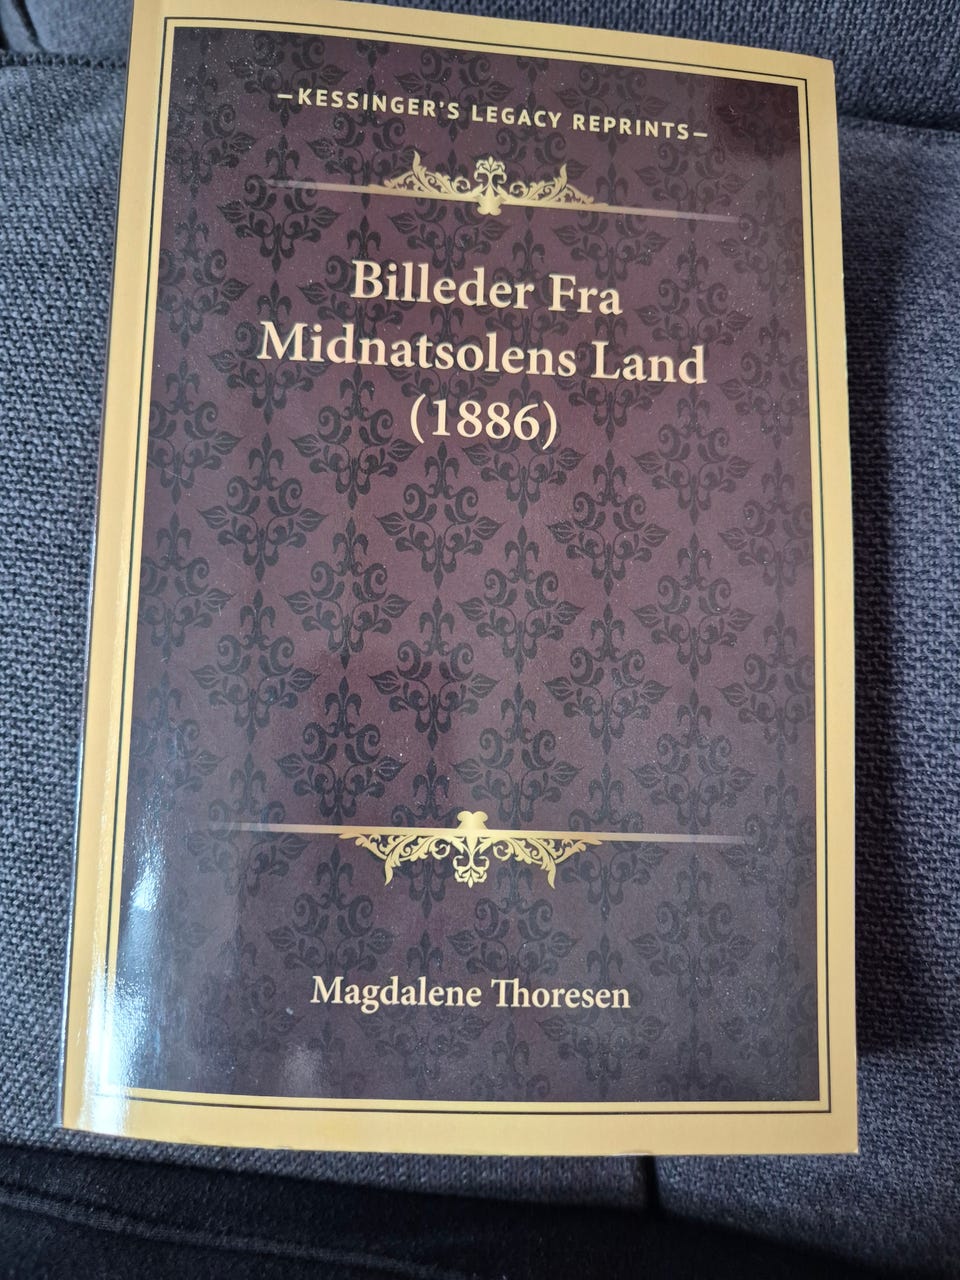 —KESSINGER'S LEGACY REPRINTS—
Billeder Fra
Midnatsolens Land
(1886)
Magdalene Thoresen